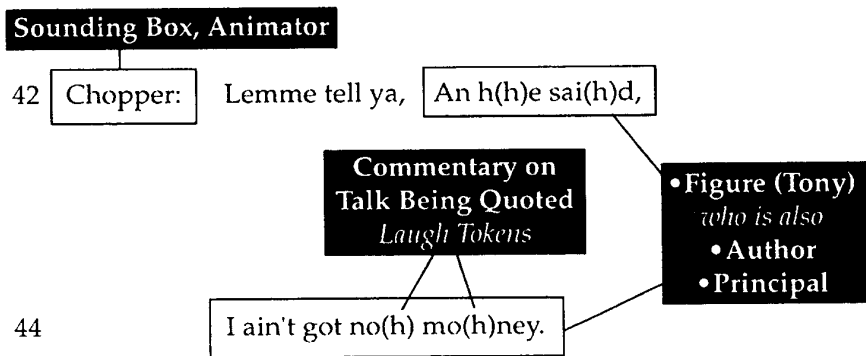 Sounding Box, Animator
42 Chopper: Lemme tell ya, An h(h)e sai(h)d,
Commentary on
Talk Being Quoted
Laugh Tokens
•Figure (Tony)
who is also
•Author
•Principal
44 I ain't got no(h) mo(h)ney.